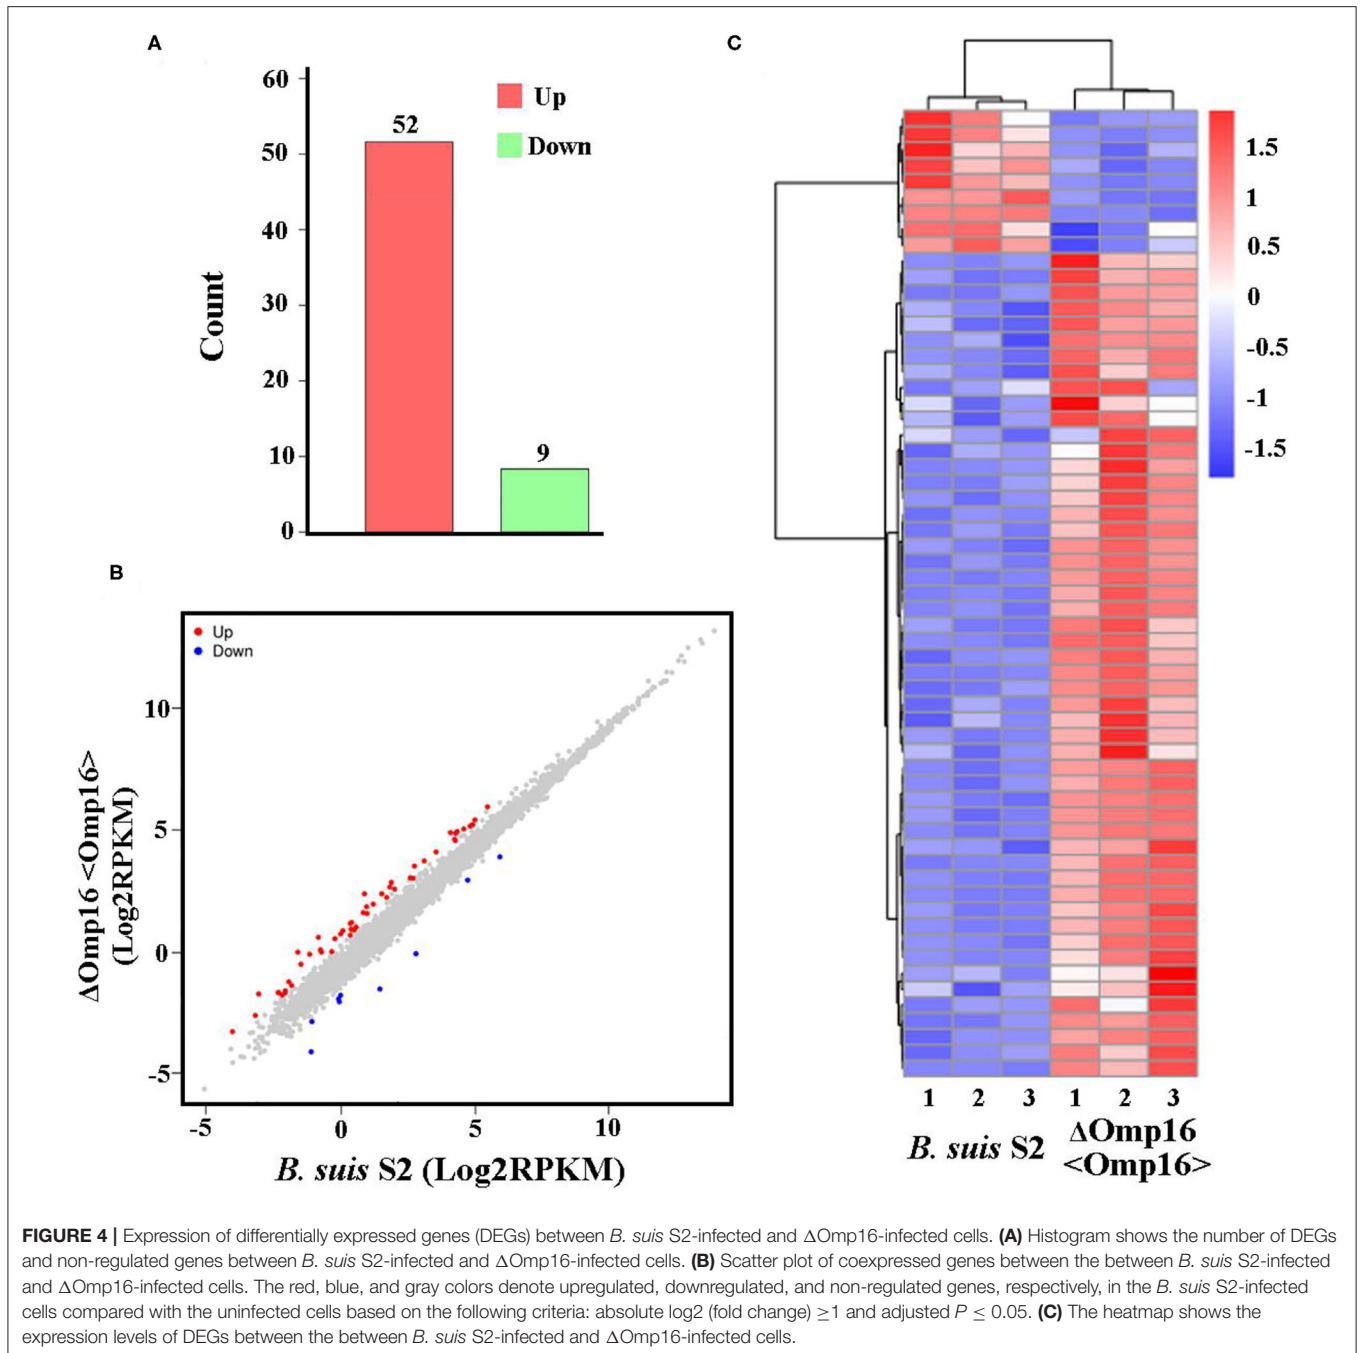 A
60
50
40
30
20
10
0
Count
52
9
Up
Down
B
Up
Down
10
5
0
-5
ΔOmp16 <Omp16>
(Log2RPKM)
-5
0
5
10
B. suis S2 (Log2RPKM)
C
1.5
1
0.5
0
-0.5
-1
-1.5
1 2 3 1 2 3
B. suis S2
ΔOmp16
<Omp16>
FIGURE 4 | Expression of differentially expressed genes (DEGs) between B. suis S2-infected and ΔOmp16-infected cells. (A) Histogram shows the number of DEGs
and non-regulated genes between B. suis S2-infected and ΔOmp16-infected cells. (B) Scatter plot of coexpressed genes between the between B. suis S2-infected
and ΔOmp16-infected cells. The red, blue, and gray colors denote upregulated, downregulated, and non-regulated genes, respectively, in the B. suis S2-infected
cells compared with the uninfected cells based on the following criteria: absolute log2 (fold change) ≥1 and adjusted P ≤ 0.05. (C) The heatmap shows the
expression levels of DEGs between the between B. suis S2-infected and ΔOmp16-infected cells.